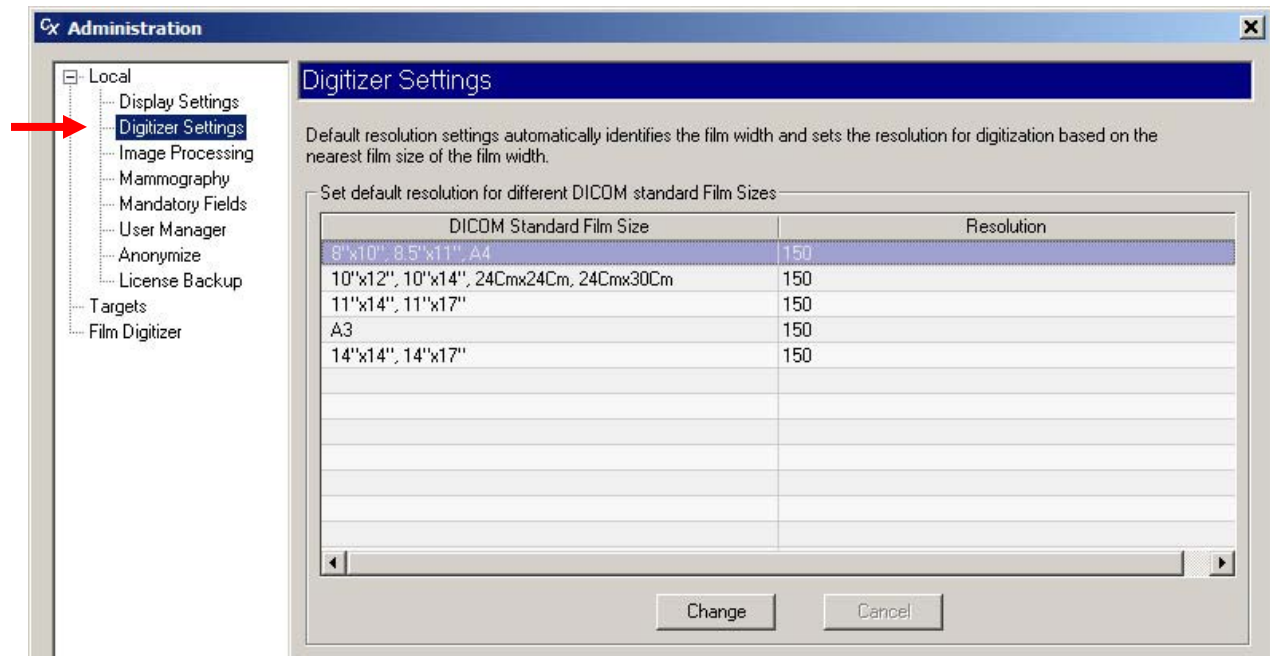 Cx Administration
Local
Display Settings
Digitizer Settings
Image Processing
Mammography
Mandatory Fields
User Manager
Anonymize
License Backup
Targets
Film Digitizer
Digitizer Settings
Default resolution settings automatically identifies the film width and sets the resolution for digitization based on the
nearest film size of the film width.
Set default resolution for different DICOM standard Film Sizes
DICOM Standard Film Size Resolution
8"x10", 8.5"x11", A4 150
10"x12", 10"x14", 24Cmx24Cm, 24Cmx30Cm 150
11"x14", 11"x17" 150
A3 150
14"x14", 14"x17" 150
Change Cancel